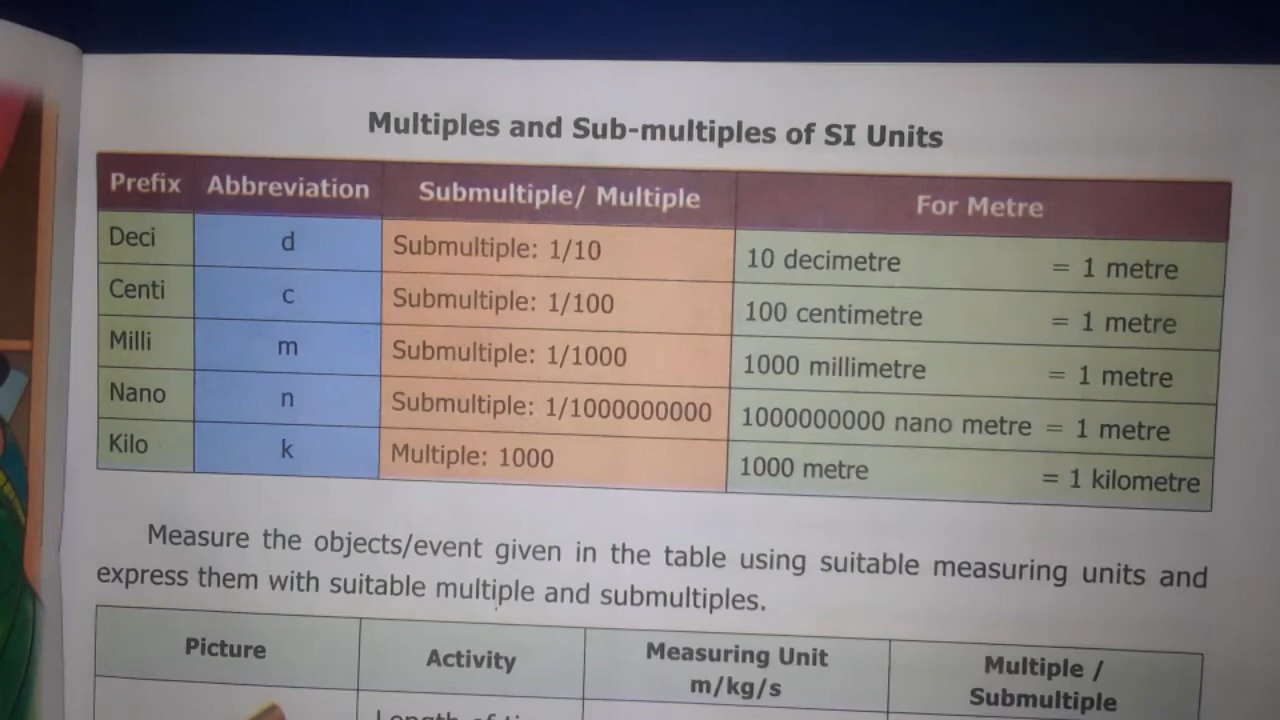 Multiples and Sub-multiples of SI Units
Prefix Abbreviation Submultiple/ Multiple For Metre
Deci d Submultiple: 1/10 10 decimetre = 1 metre
Centi c Submultiple: 1/100 100 centimetre = 1 metre
Milli m Submultiple: 1/1000 1000 millimetre = 1 metre
Nano n Submultiple: 1/1000000000 1000000000 nano metre = 1 metre
Kilo k Multiple: 1000 1000 metre = 1 kilometre
Measure the objects/event given in the table using suitable measuring units and
express them with suitable multiple and submultiples.
Picture Activity Measuring Unit Multiple /
m/kg/s Submultiple
Length of